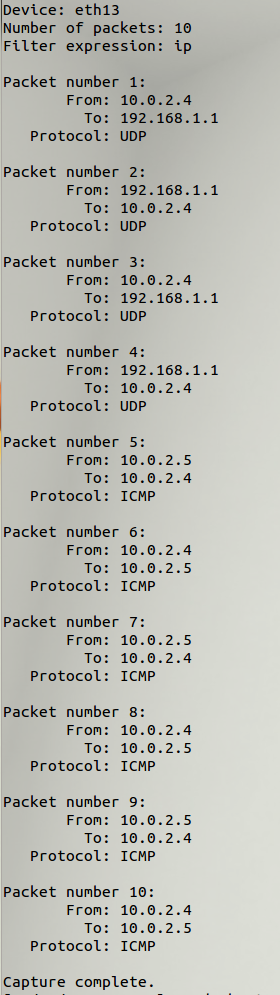 Device: eth13
Number of packets: 10
Filter expression: ip

Packet number 1:
       From: 10.0.2.4
         To: 192.168.1.1
   Protocol: UDP

Packet number 2:
       From: 192.168.1.1
         To: 10.0.2.4
   Protocol: UDP

Packet number 3:
       From: 10.0.2.4
         To: 192.168.1.1
   Protocol: UDP

Packet number 4:
       From: 192.168.1.1
         To: 10.0.2.4
   Protocol: UDP

Packet number 5:
       From: 10.0.2.5
         To: 10.0.2.4
   Protocol: ICMP

Packet number 6:
       From: 10.0.2.4
         To: 10.0.2.5
   Protocol: ICMP

Packet number 7:
       From: 10.0.2.5
         To: 10.0.2.4
   Protocol: ICMP

Packet number 8:
       From: 10.0.2.4
         To: 10.0.2.5
   Protocol: ICMP

Packet number 9:
       From: 10.0.2.5
         To: 10.0.2.4
   Protocol: ICMP

Packet number 10:
       From: 10.0.2.4
         To: 10.0.2.5
   Protocol: ICMP

Capture complete.